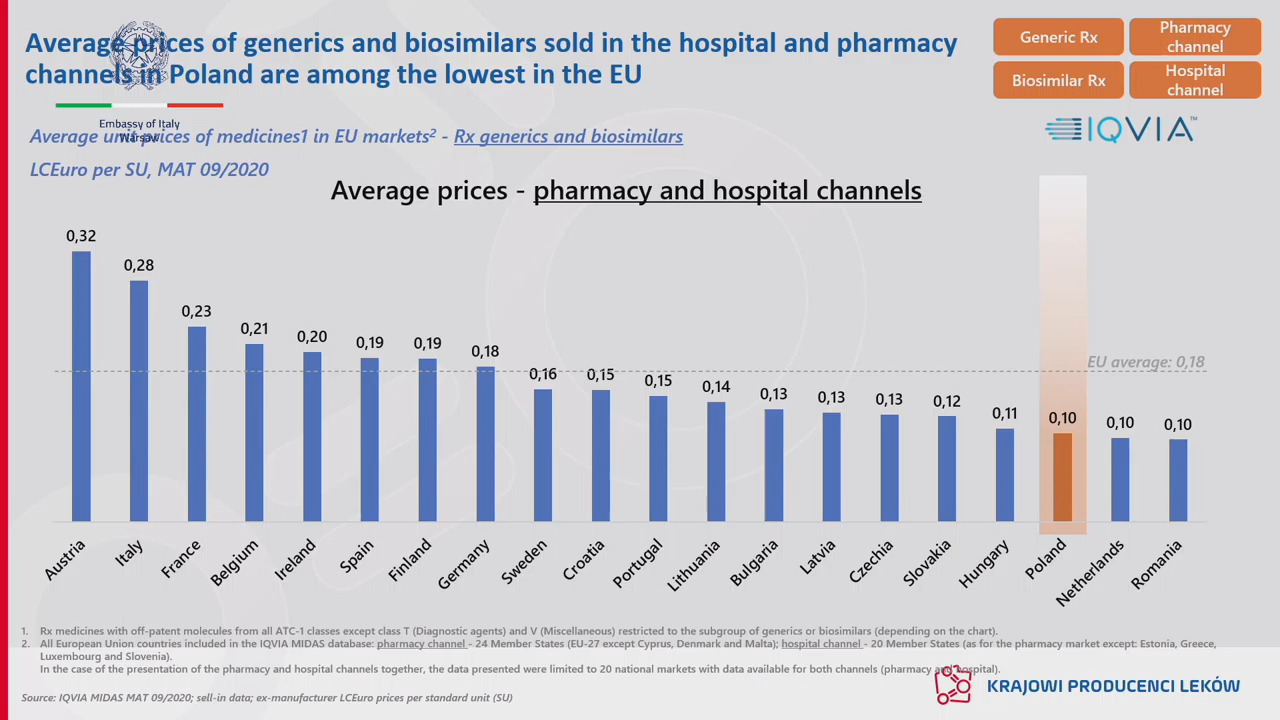 Average prices of generics and biosimilars sold in the hospital and pharmacy
channels in Poland are among the lowest in the EU
Generic Rx
Pharmacy
channel
Biosimilar Rx
Hospital
channel
Embassy of Italy
Warsaw
IQVIA™
Average unit prices of medicines1 in EU markets² - Rx generics and biosimilars
LCEuro per SU, MAT 09/2020
Average prices - pharmacy and hospital channels
0,32
0,28
0,23
0,21
0,20
0,19
0,19
0,18
0,16
0,15
0,15
0,14
0,13
0,13
0,13
0,12
0,11
0,10
0,10
0,10
EU average: 0,18
Austria
Italy
France
Belgium
Ireland
Spain
Finland
Germany
Sweden
Croatia
Portugal
Lithuania
Bulgaria
Latvia
Czechia
Slovakia
Hungary
Poland
Netherlands
Romania
1. Rx medicines with off-patent molecules from all ATC-1 classes except class T (Diagnostic agents) and V (Miscellaneous) restricted to the subgroup of generics or biosimilars (depending on the chart).
2. All European Union countries included in the IQVIA MIDAS database: pharmacy channel - 24 Member States (EU-27 except Cyprus, Denmark and Malta); hospital channel - 20 Member States (as for the pharmacy market except: Estonia, Greece,
Luxembourg and Slovenia).
In the case of the presentation of the pharmacy and hospital channels together, the data presented were limited to 20 national markets with data available for both channels (pharmacy and hospital).
Source: IQVIA MIDAS MAT 09/2020; sell-in data; ex-manufacturer LCEuro prices per standard unit (SU)
KRAJOWI PRODUCENCI LEKÓW